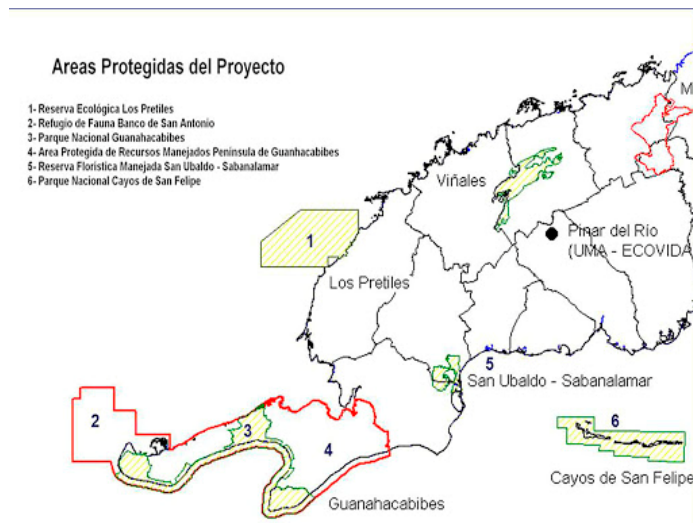 Areas Protegidas del Proyecto
1- Reserva Ecológica Los Pretiles
2- Refugio de Fauna Banco de San Antonio
3- Parque Nacional Guanahacabibes
4- Area Protegida de Recursos Manejados Península de Guanhacabibes
5- Reserva Florística Manejada San Ubaldo - Sabanalamar
6- Parque Nacional Cayos de San Felipe
M
Viñales
Pinar del Río
(UMA - ECOVIDA
1
Los Pretiles
5
San Ubaldo - Sabanalamar
2
3
4
6
Cayos de San Felipe
Guanahacabibes